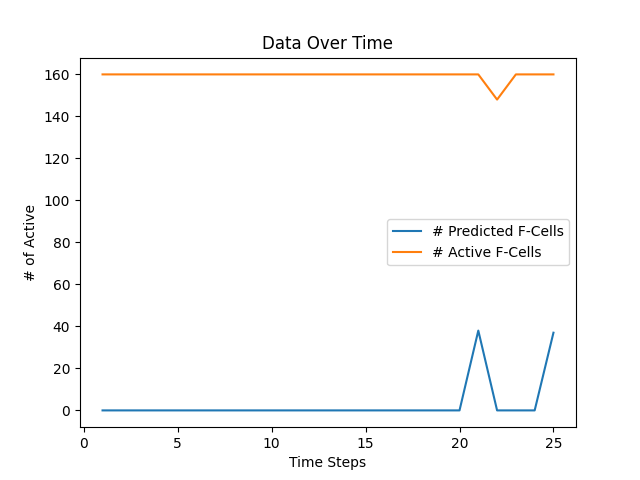 Data Over Time
# of Active
160
140
120
100
80
60
40
20
0
# Predicted F-Cells
# Active F-Cells
0 5 10 15 20 25
Time Steps